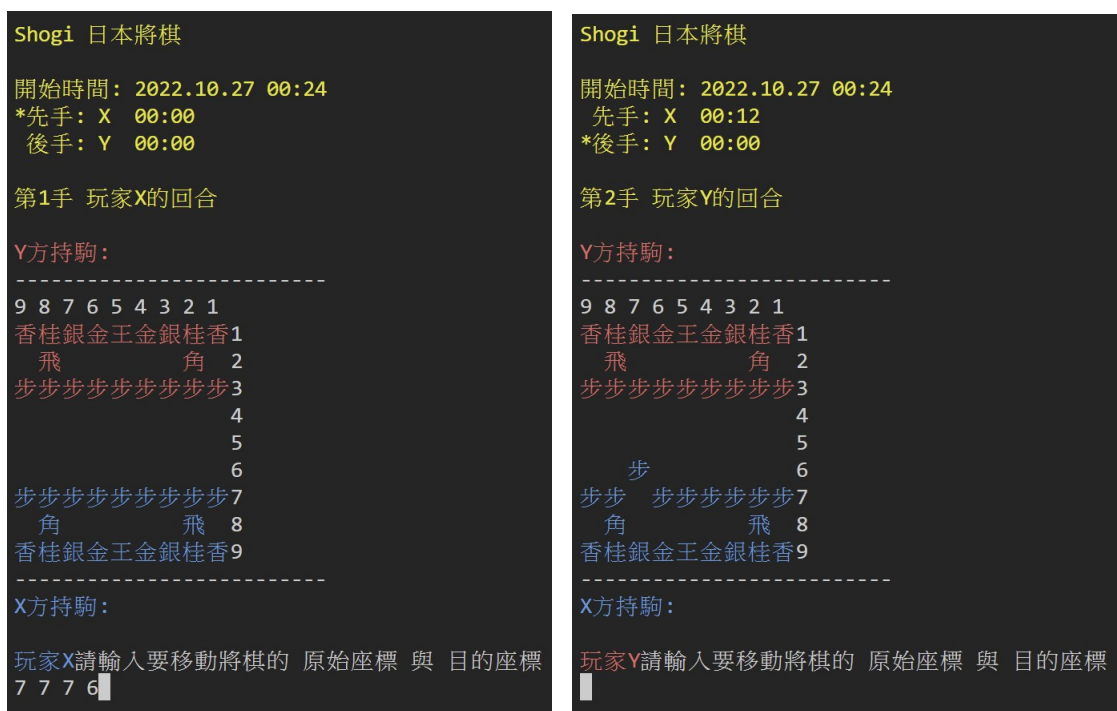 Shogi 日本將棋
開始時間: 2022.10.27 00:24
*先手: X 00:00
後手: Y 00:00
第1手 玩家X的回合
Y方持駒:
---------------------------
9 8 7 6 5 4 3 2 1
香桂銀金王金銀桂香1
飛 角 2
步步步步步步步步步3
4
5
6
步步步步步步步步步7
角 飛 8
香桂銀金王金銀桂香9
---------------------------
X方持駒:
玩家X請輸入要移動將棋的 原始座標 與 目的座標
7 7 7 6
Shogi 日本將棋
開始時間: 2022.10.27 00:24
先手: X 00:12
*後手: Y 00:00
第2手 玩家Y的回合
Y方持駒:
---------------------------
9 8 7 6 5 4 3 2 1
香桂銀金王金銀桂香1
飛 角 2
步步步步步步步步步3
4
5
步 6
步步 步步步步步步7
角 飛 8
香桂銀金王金銀桂香9
---------------------------
X方持駒:
玩家Y請輸入要移動將棋的 原始座標 與 目的座標